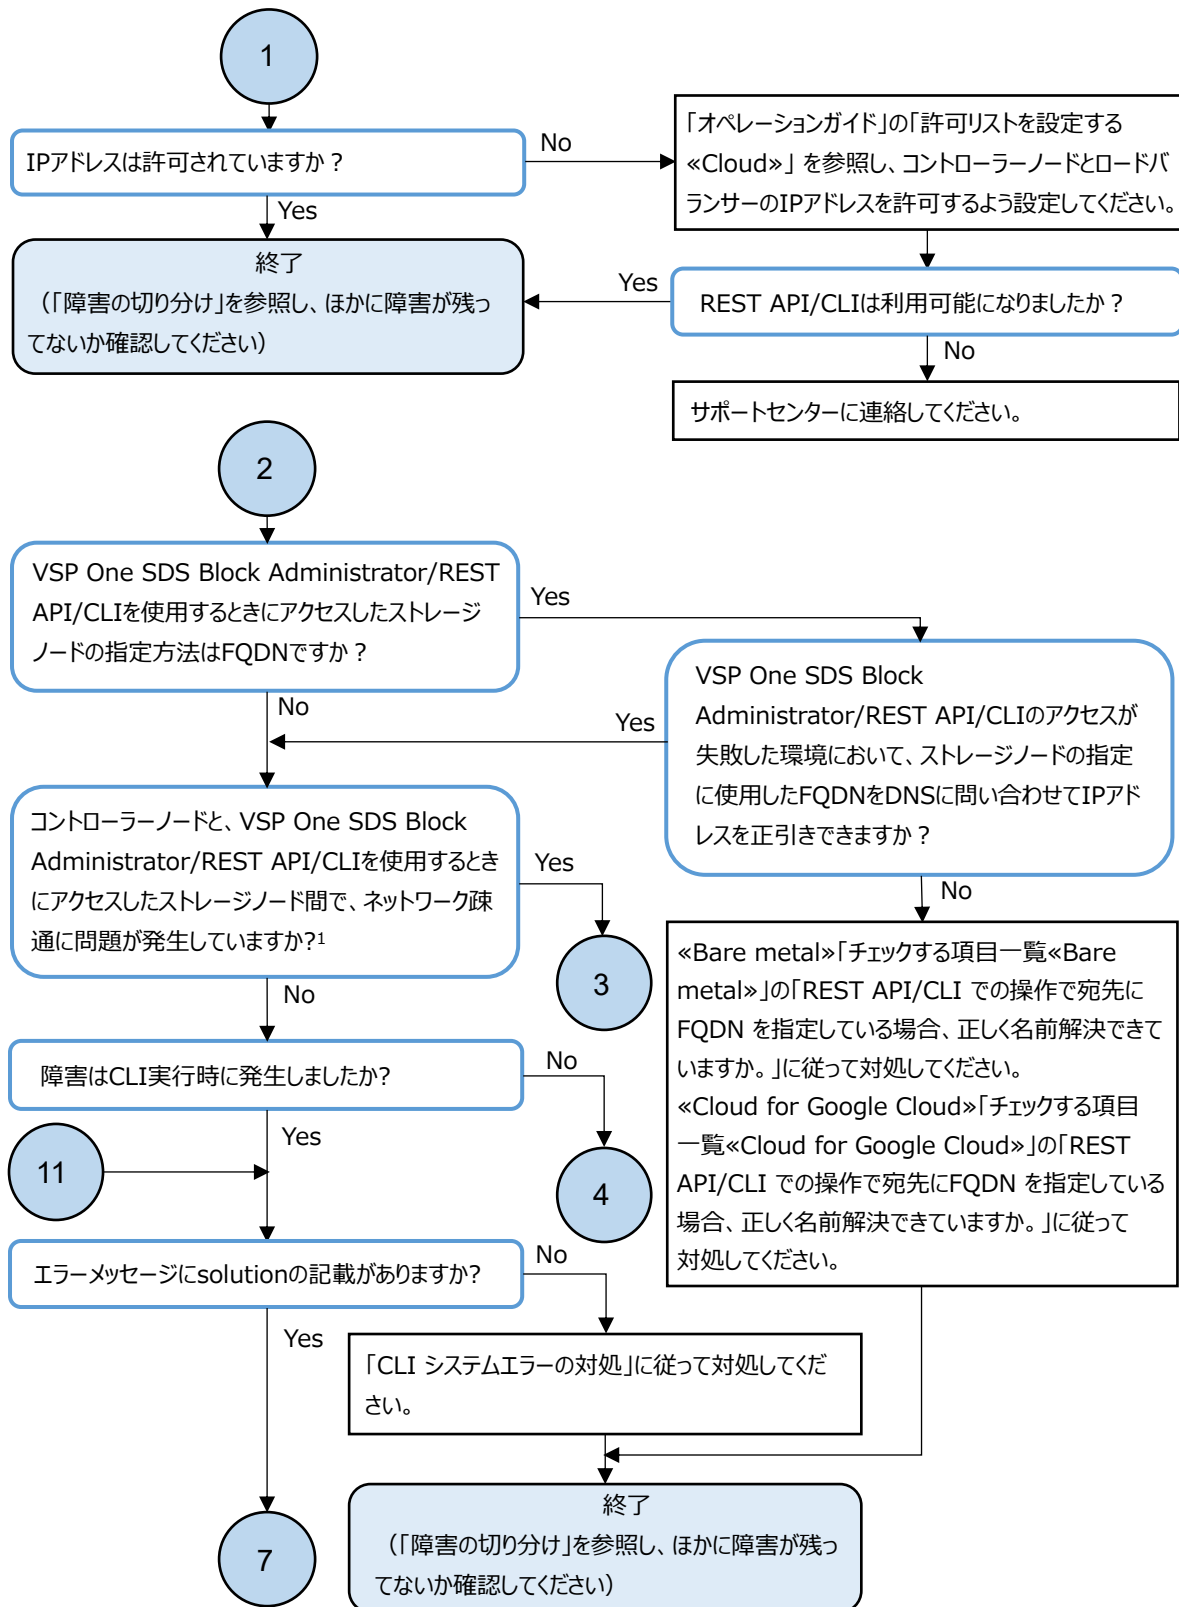 1
IPアドレスは許可されていますか？
No
「オペレーションガイド」の「許可リストを設定する
«Cloud»」を参照し、コントローラーノードとロードバ
ランサーのIPアドレスを許可するよう設定してください。
Yes
終了
（「障害の切り分け」を参照し、ほかに障害が残っ
てないか確認してください）
Yes
REST API/CLIは利用可能になりましたか？
No
サポートセンターに連絡してください。
2
VSP One SDS Block Administrator/REST
API/CLIを使用するときにアクセスしたストレージ
ノードの指定方法はFQDNですか？
Yes
No
Yes
VSP One SDS Block
Administrator/REST API/CLIのアクセスが
失敗した環境において、ストレージノードの指定
に使用したFQDNをDNSに問い合わせてIPアド
レスを正引きできますか？
コントローラーノードと、VSP One SDS Block
Administrator/REST API/CLIを使用するとき
にアクセスしたストレージノード間で、ネットワーク疎
通に問題が発生していますか?1
Yes
No
3
No
«Bare metal»「チェックする項目一覧«Bare
metal»」の「REST API/CLI での操作で宛先に
FQDN を指定している場合、正しく名前解決できて
いますか。」に従って対処してください。
«Cloud for Google Cloud»「チェックする項目
一覧«Cloud for Google Cloud»」の「REST
API/CLI での操作で宛先にFQDN を指定している
場合、正しく名前解決できていますか。」に従って
対処してください。
障害はCLI実行時に発生しましたか?
No
Yes
11
4
エラーメッセージにsolutionの記載がありますか?
No
Yes
「CLI システムエラーの対処」に従って対処してくだ
さい。
7
終了
（「障害の切り分け」を参照し、ほかに障害が残っ
てないか確認してください）